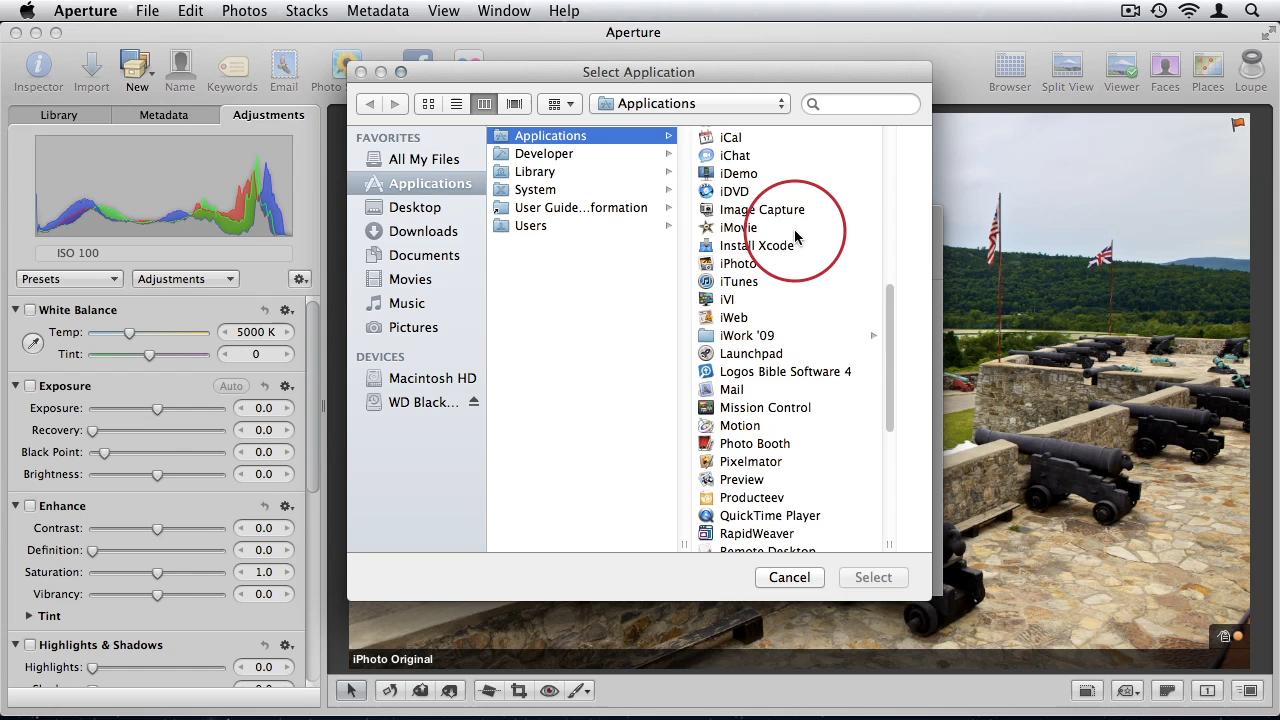 Aperture File Edit Photos Stacks Metadata View Window Help
Aperture
Inspector Import New Name Keywords Email Photo S
Browser Split View Viewer Faces Places Loupe
Library Metadata Adjustments
ISO 100
Presets Adjustments
White Balance
Temp: 5000 K
Tint: 0
Exposure Auto
Exposure: 0.0
Recovery: 0.0
Black Point: 0.0
Brightness: 0.0
Enhance
Contrast: 0.0
Definition: 0.0
Saturation: 1.0
Vibrancy: 0.0
Tint
Highlights & Shadows
Highlights: 0.0
Select Application
Applications
FAVORITES
All My Files
Applications
Desktop
Downloads
Documents
Movies
Music
Pictures
DEVICES
Macintosh HD
WD Black...
Applications
Developer
Library
System
User Guide...formation
Users
iCal
iChat
iDemo
iDVD
Image Capture
iMovie
Install Xcode
iPhoto
iTunes
iVI
iWeb
iWork '09
Launchpad
Logos Bible Software 4
Mail
Mission Control
Motion
Photo Booth
Pixelmator
Preview
Producteev
QuickTime Player
RapidWeaver
Remote Desktop
Cancel Select
iPhoto Original
1